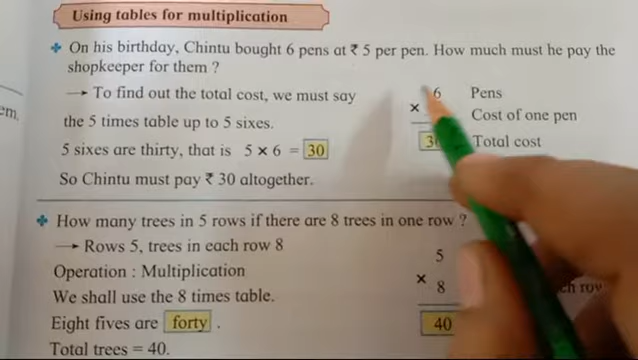 Using tables for multiplication
✤ On his birthday, Chintu bought 6 pens at ₹ 5 per pen. How much must he pay the
shopkeeper for them ?
→ To find out the total cost, we must say
the 5 times table up to 5 sixes.
5 sixes are thirty, that is 5 × 6 = 30
So Chintu must pay ₹ 30 altogether.
6 Pens
× Cost of one pen
Total cost
✤ How many trees in 5 rows if there are 8 trees in one row ?
→ Rows 5, trees in each row 8
Operation : Multiplication
We shall use the 8 times table.
Eight fives are forty .
Total trees = 40.
5
× 8
40
row
em.